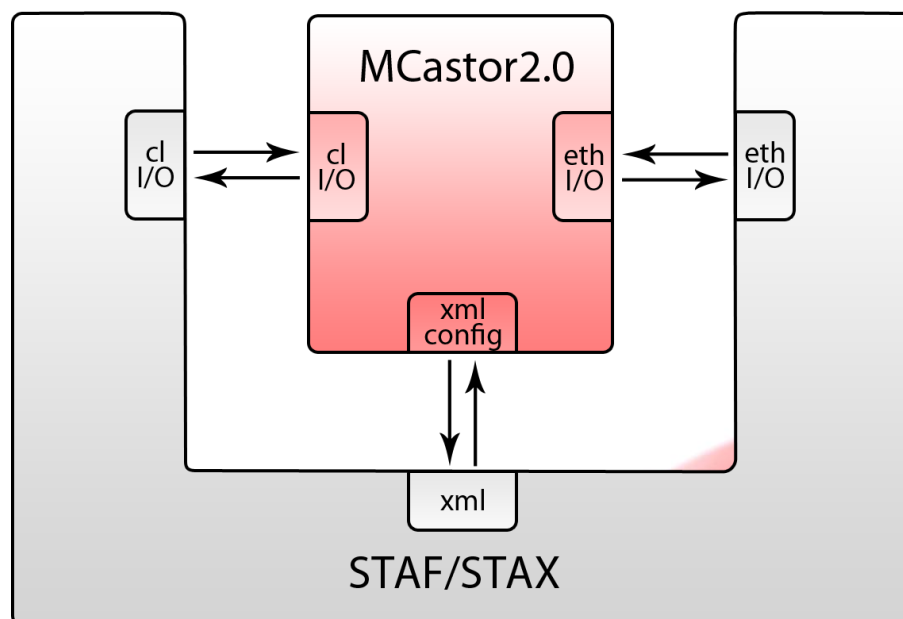 MCastor2.0
cl
I/O
cl
I/O
eth
I/O
eth
I/O
xml
config
xml
STAF/STAX